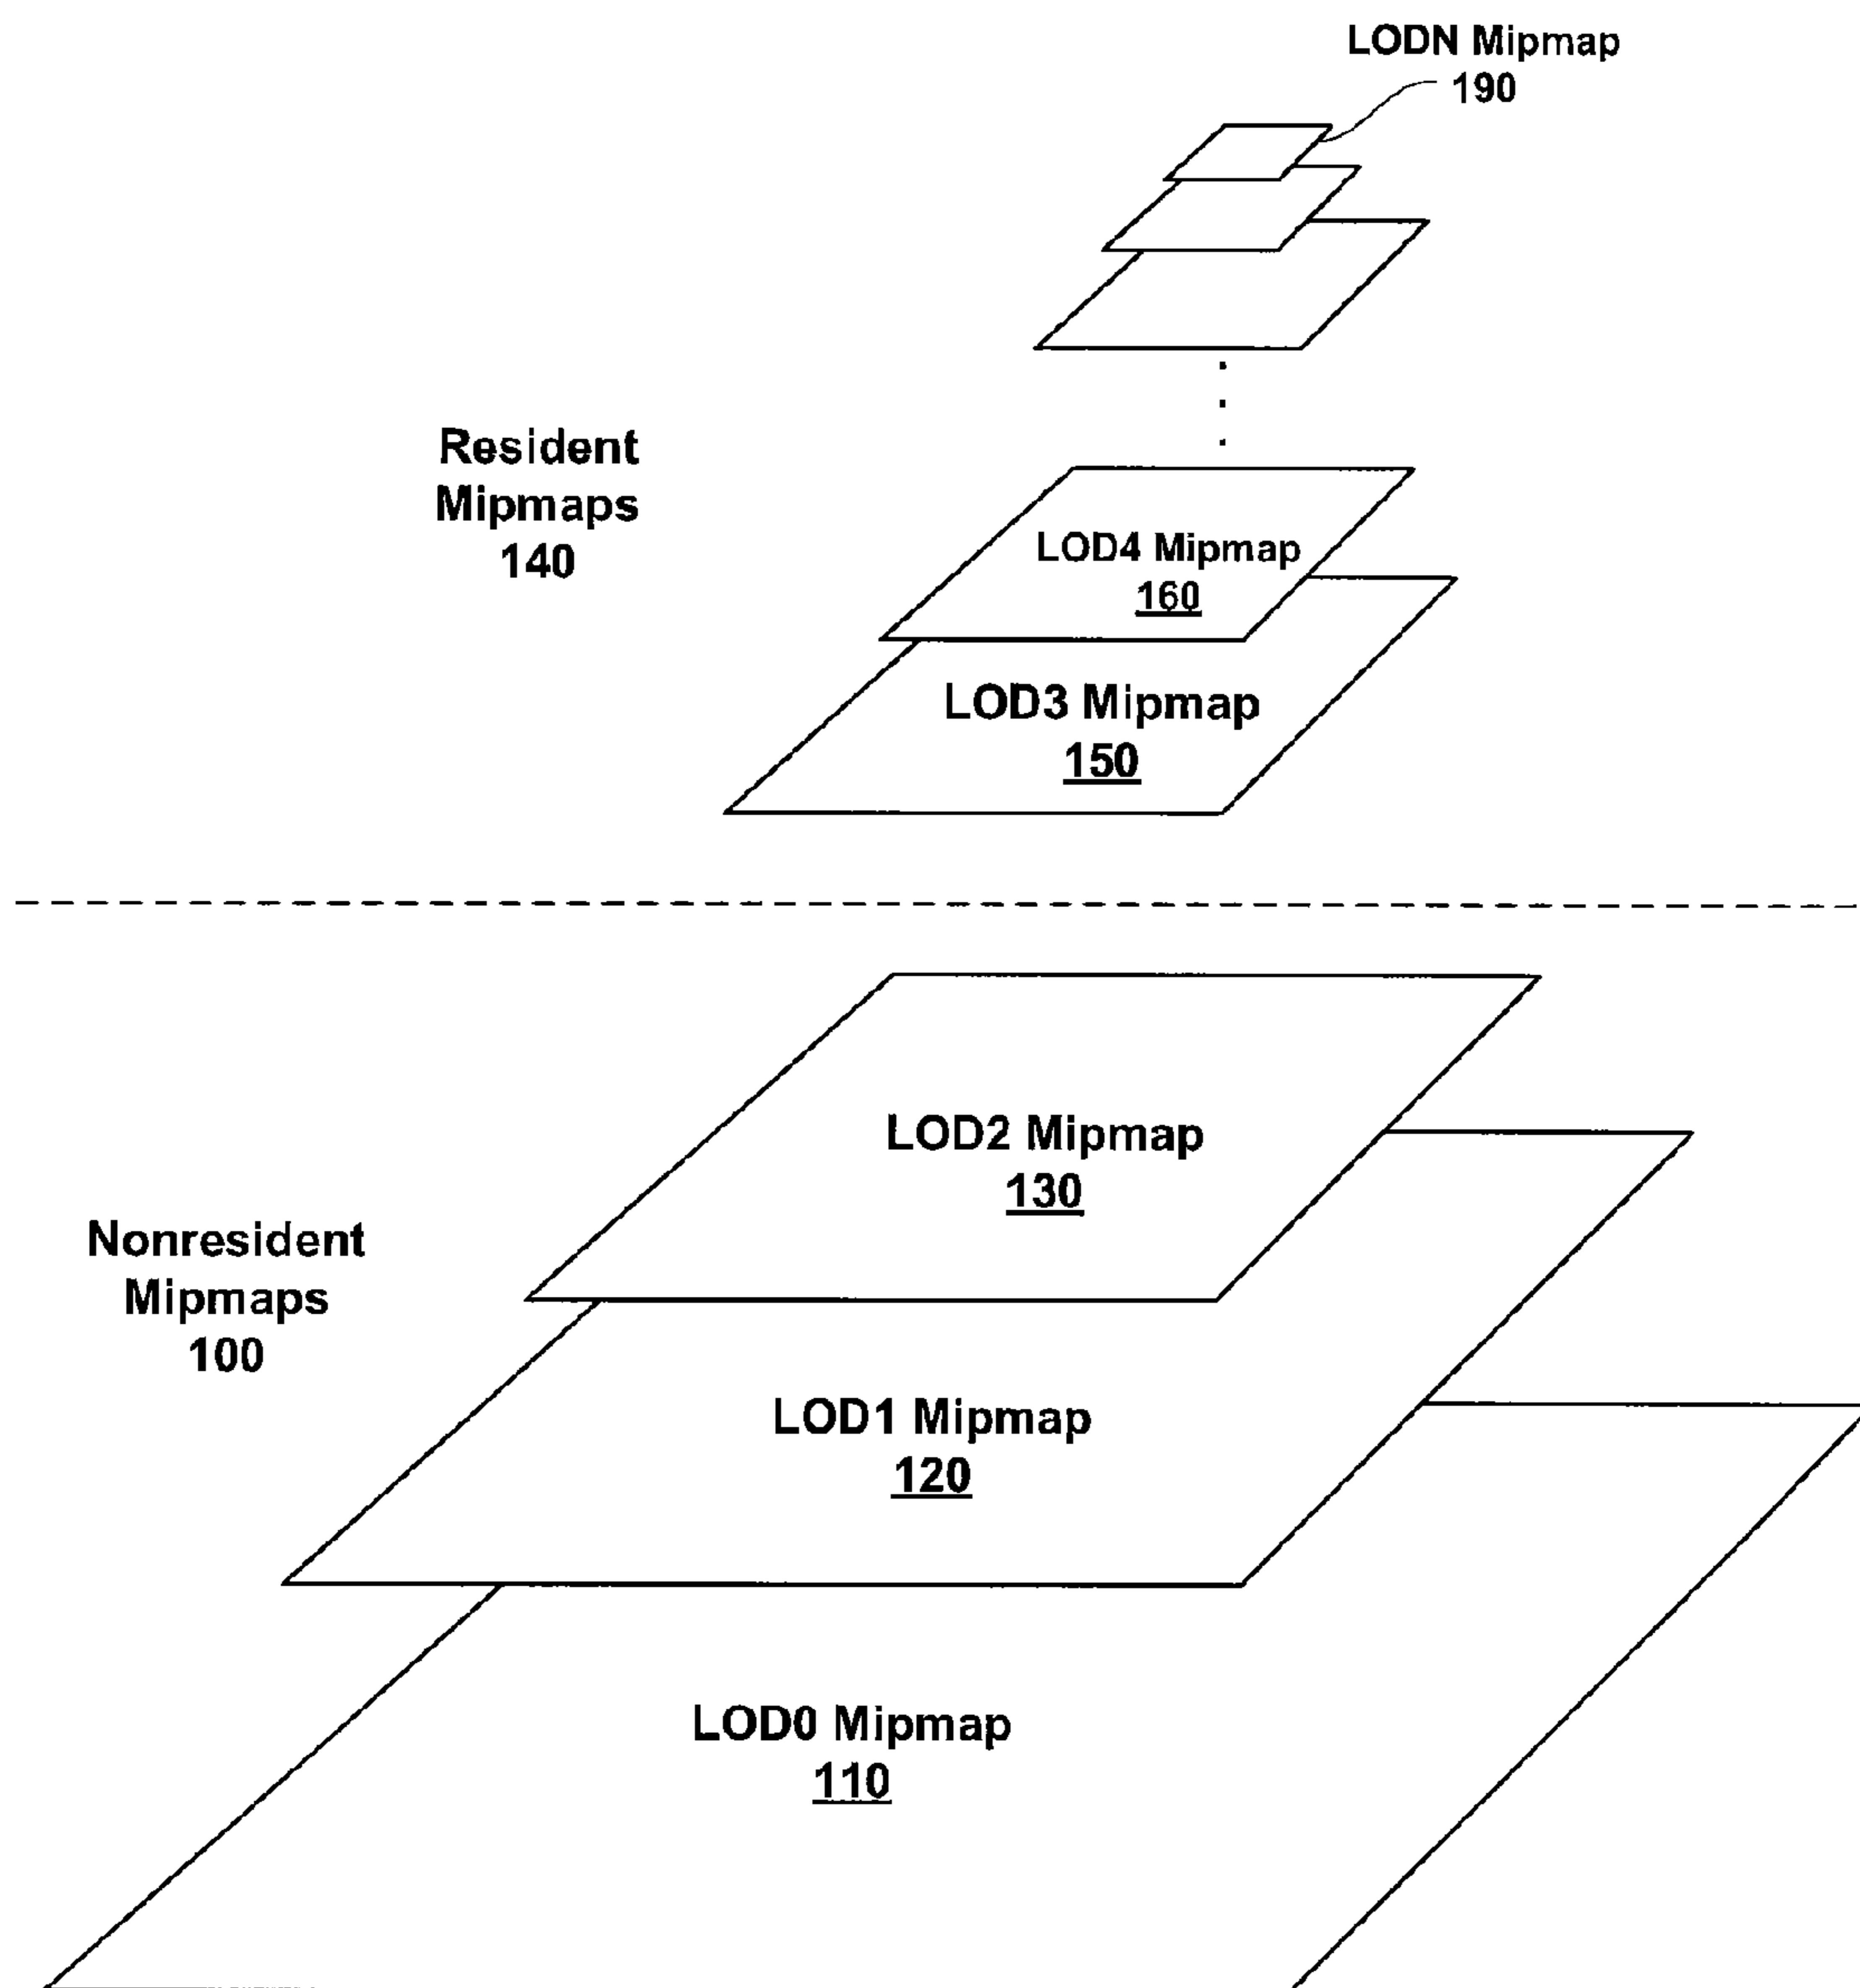 LODN Mipmap
190
Resident
Mipmaps
140
LOD4 Mipmap
160
LOD3 Mipmap
150
LOD2 Mipmap
130
Nonresident
Mipmaps
100
LOD1 Mipmap
120
LOD0 Mipmap
110